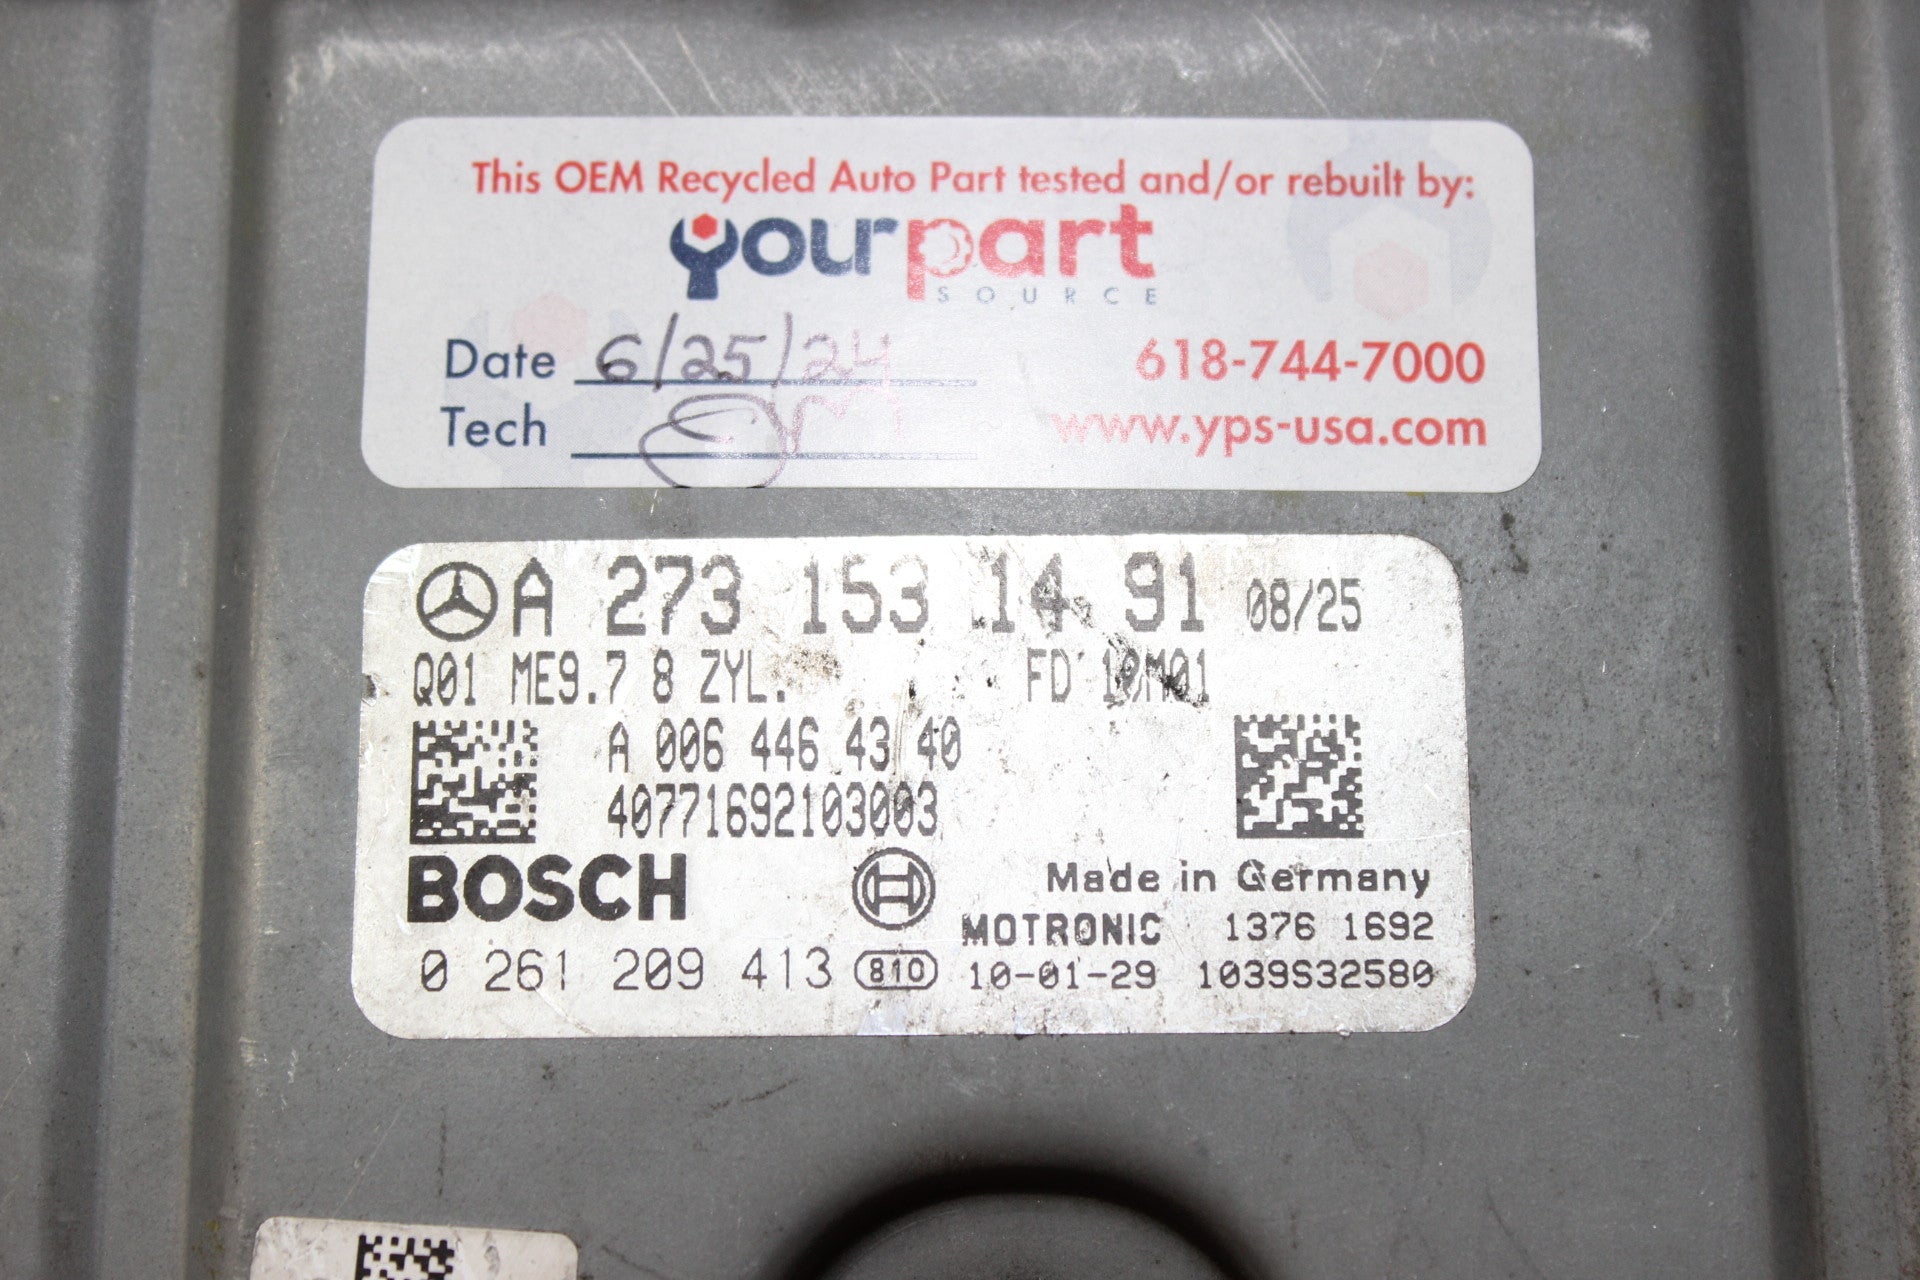 This OEM Recycled Auto Part tested and/or rebuilt by:
yourpart
SOURCE
Date 6/25/24 618-744-7000
Tech www.yps-usa.com
A 273 153 14 91 08/25
Q01 ME9.7 8 ZYL. FD
A 006 446 43 40
40771692103003
BOSCH Made in Germany
MOTRONIC 1376 1692
0 261 209 413 810 10-01-29 1039S32580